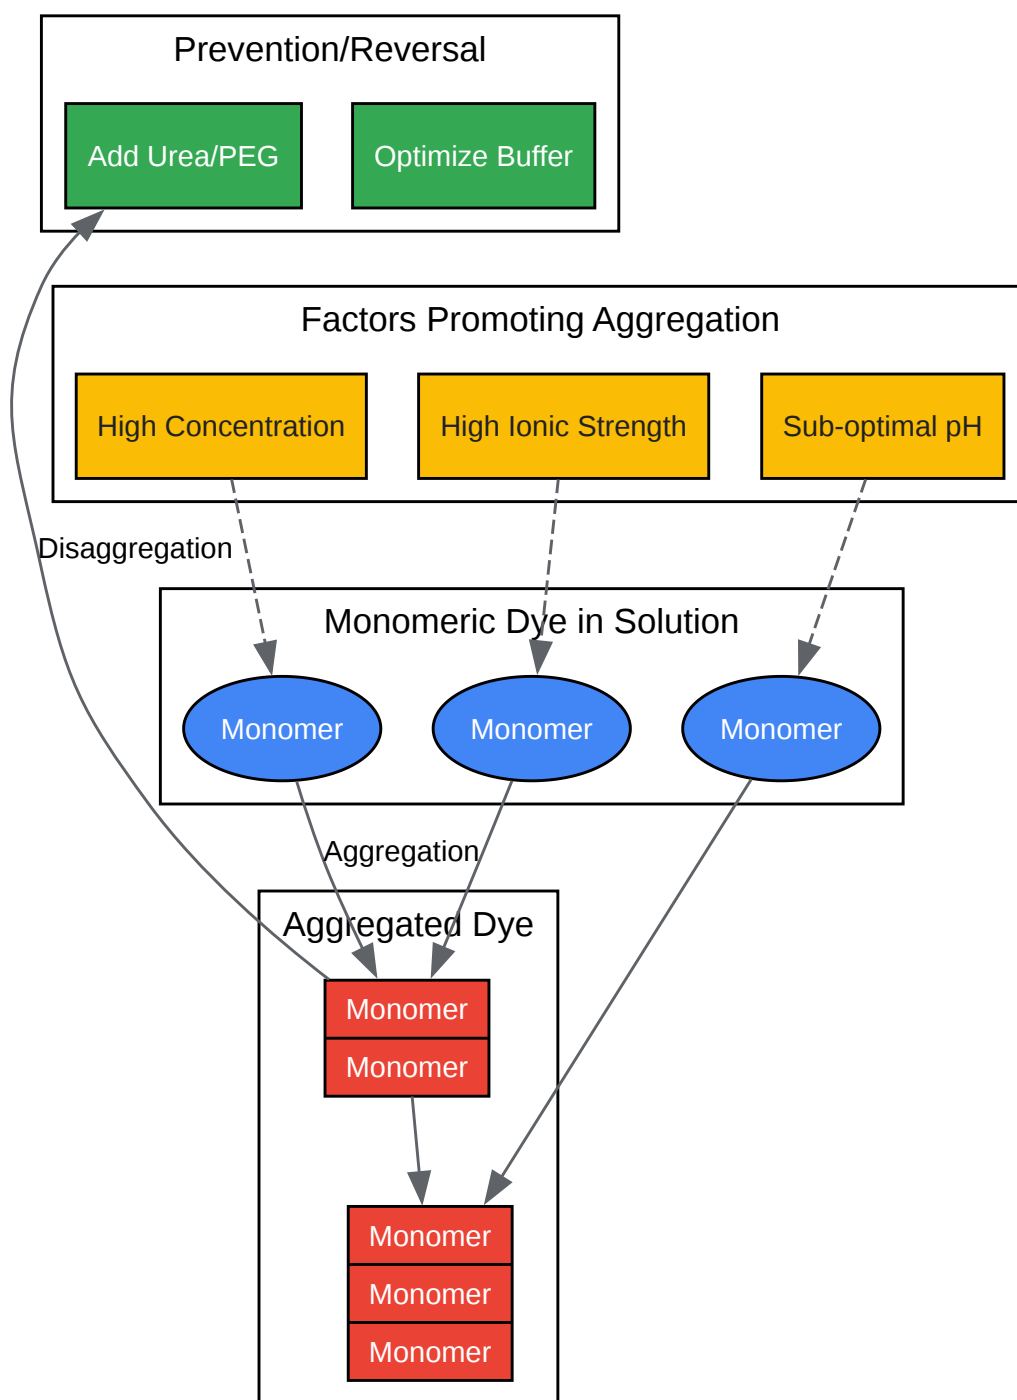 Prevention/Reversal
Add Urea/PEG
Optimize Buffer
Factors Promoting Aggregation
High Concentration
High Ionic Strength
Sub-optimal pH
Disaggregation
Monomeric Dye in Solution
Monomer
Monomer
Monomer
Aggregation
Aggregated Dye
Monomer
Monomer
Monomer
Monomer
Monomer